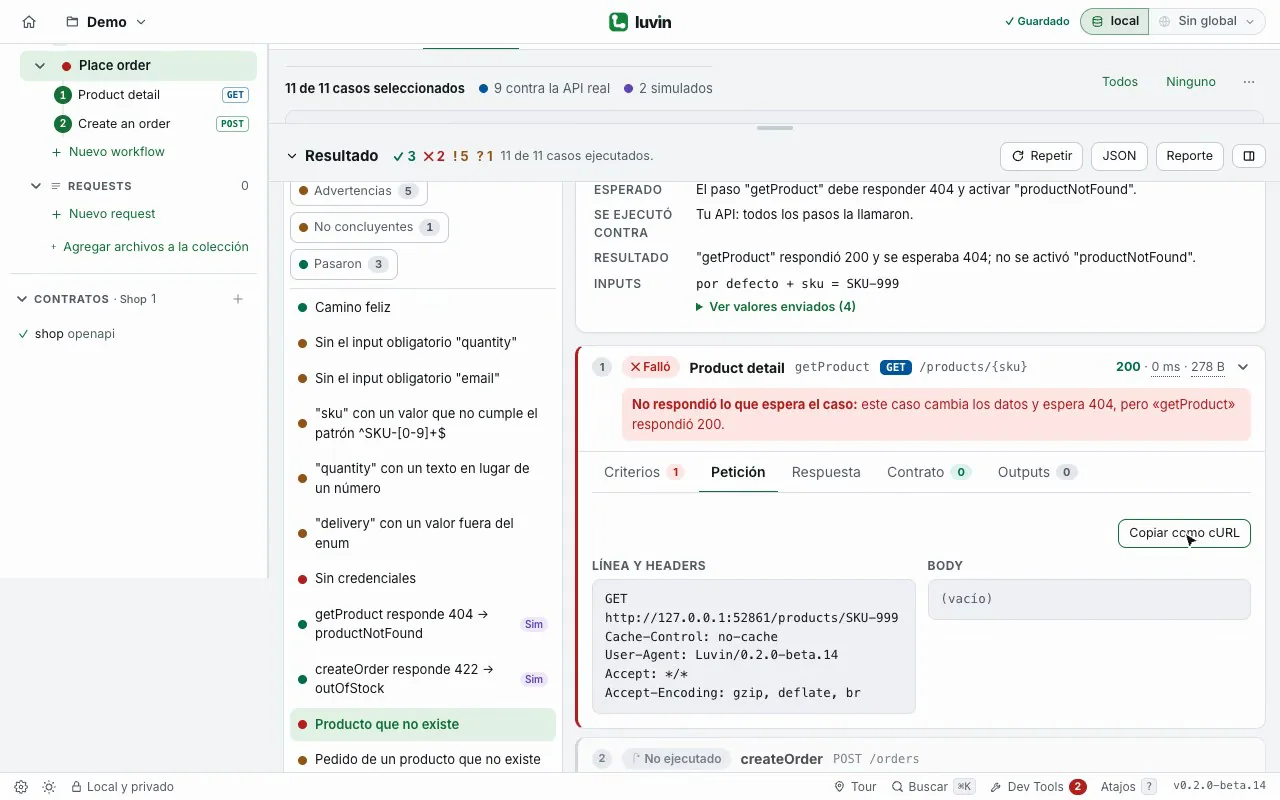 Demo
luvin
Guardado
local
Sin global
Place order
1 Product detail GET
2 Create an order POST
+ Nuevo workflow
REQUESTS 0
+ Nuevo request
+ Agregar archivos a la colección
CONTRATOS · Shop 1 +
shop openapi
11 de 11 casos seleccionados 9 contra la API real 2 simulados
Todos Ninguno ...
Resultado ✓ 3 ✕ 2 ! 5 ? 1 11 de 11 casos ejecutados.
Repetir JSON Reporte
Advertencias 5
No concluyentes 1
Pasaron 3
Camino feliz
Sin el input obligatorio "quantity"
Sin el input obligatorio "email"
"sku" con un valor que no cumple el
patrón ^SKU-[0-9]+$
"quantity" con un texto en lugar de
un número
"delivery" con un valor fuera del
enum
Sin credenciales
getProduct responde 404 →
productNotFound Sim
createOrder responde 422 →
outOfStock Sim
Producto que no existe
Pedido de un producto que no existe
ESPERADO El paso "getProduct" debe responder 404 y activar "productNotFound".
SE EJECUTÓ
CONTRA
Tu API: todos los pasos la llamaron.
RESULTADO "getProduct" respondió 200 y se esperaba 404; no se activó "productNotFound".
INPUTS por defecto + sku = SKU-999
Ver valores enviados (4)
1 ✕ Falló Product detail getProduct GET /products/{sku} 200 · 0 ms · 278 B
No respondió lo que espera el caso: este caso cambia los datos y espera 404, pero «getProduct»
respondió 200.
Criterios 1 Petición Respuesta Contrato 0 Outputs 0
Copiar como cURL
LÍNEA Y HEADERS
GET
http://127.0.0.1:52861/products/SKU-999
Cache-Control: no-cache
User-Agent: Luvin/0.2.0-beta.14
Accept: */*
Accept-Encoding: gzip, deflate, br
BODY
(vacío)
2 No ejecutado createOrder POST /orders
Local y privado
Tour Buscar ⌘K Dev Tools 2 Atajos ? v0.2.0-beta.14